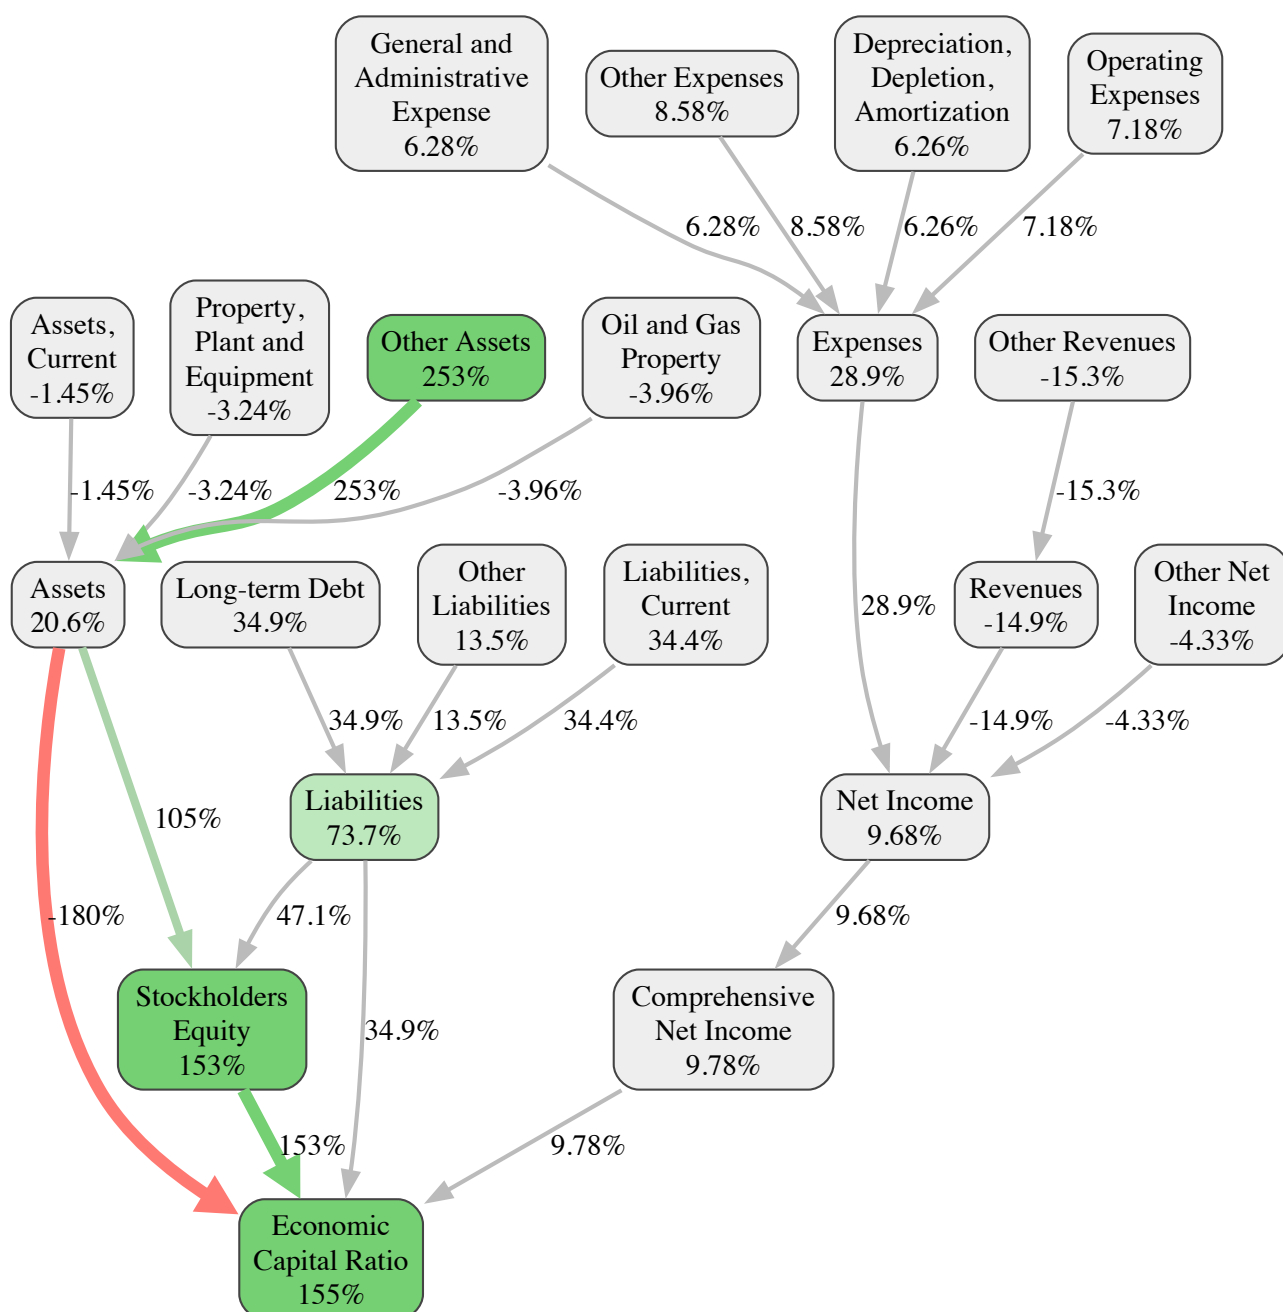 General and
Administrative
Expense
6.28%
Other Expenses
8.58%
Depreciation,
Depletion,
Amortization
6.26%
Operating
Expenses
7.18%
6.28%
8.58%
6.26%
7.18%
Assets,
Current
-1.45%
Property,
Plant and
Equipment
-3.24%
Other Assets
253%
Oil and Gas
Property
-3.96%
Expenses
28.9%
Other Revenues
-15.3%
-1.45%
-3.24%
253%
-3.96%
-15.3%
Assets
20.6%
Long-term Debt
34.9%
Other
Liabilities
13.5%
Liabilities,
Current
34.4%
28.9%
Revenues
-14.9%
Other Net
Income
-4.33%
34.9%
13.5%
34.4%
-14.9%
-4.33%
105%
Liabilities
73.7%
Net Income
9.68%
-180%
47.1%
9.68%
Stockholders
Equity
153%
34.9%
Comprehensive
Net Income
9.78%
153%
9.78%
Economic
Capital Ratio
155%